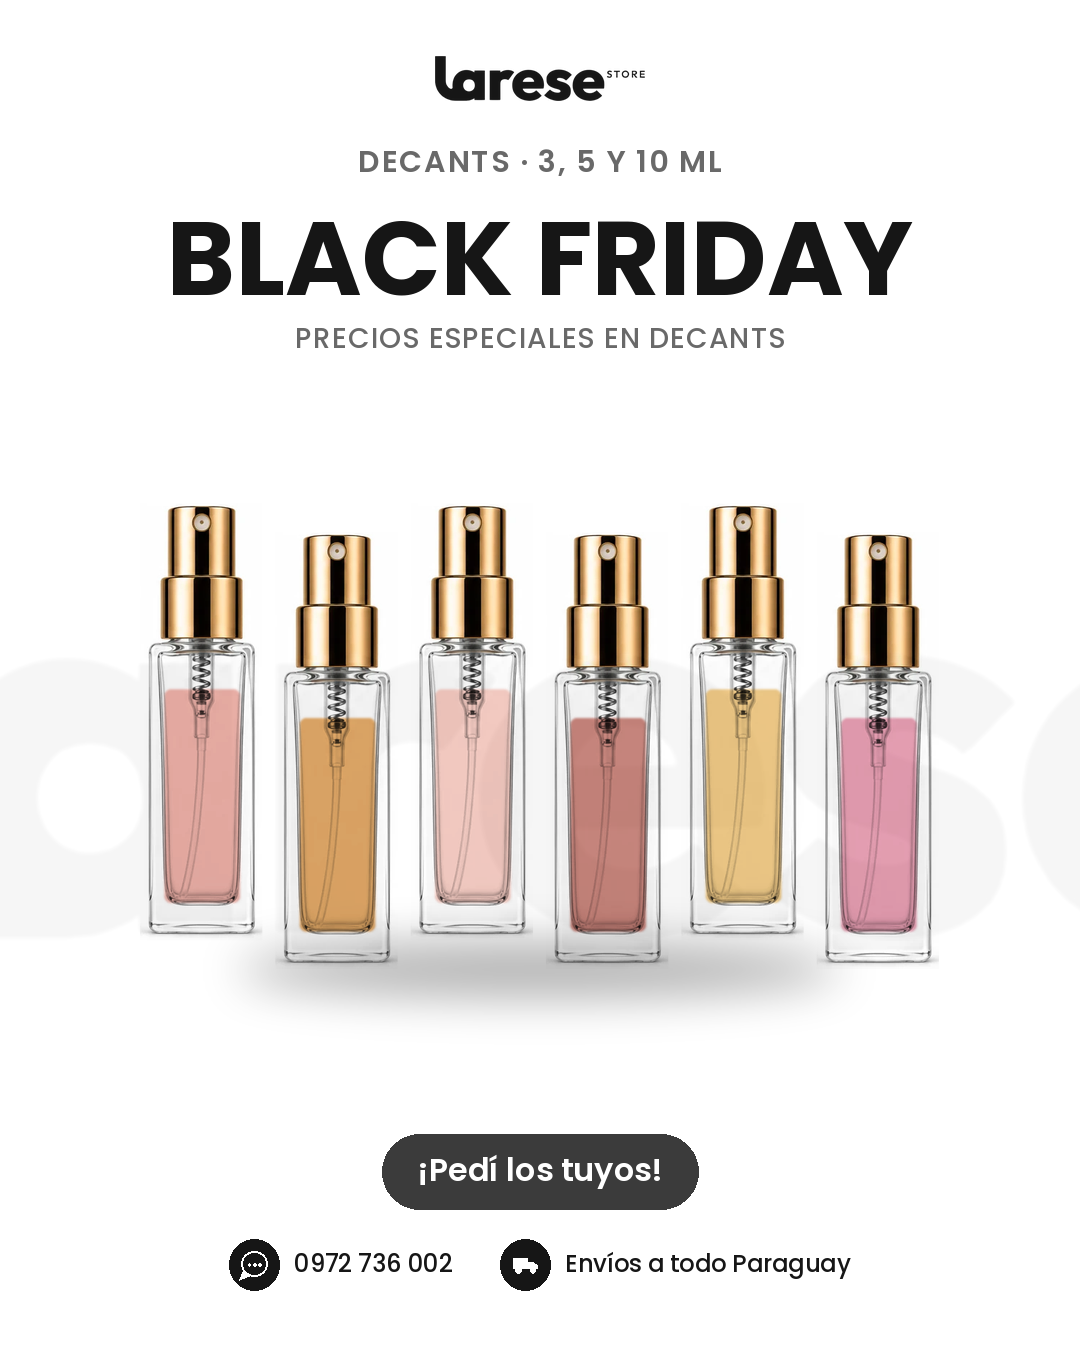 larese STORE
DECANTS · 3, 5 Y 10 ML
BLACK FRIDAY
PRECIOS ESPECIALES EN DECANTS
arese
¡Pedí los tuyos!
0972 736 002
Envíos a todo Paraguay